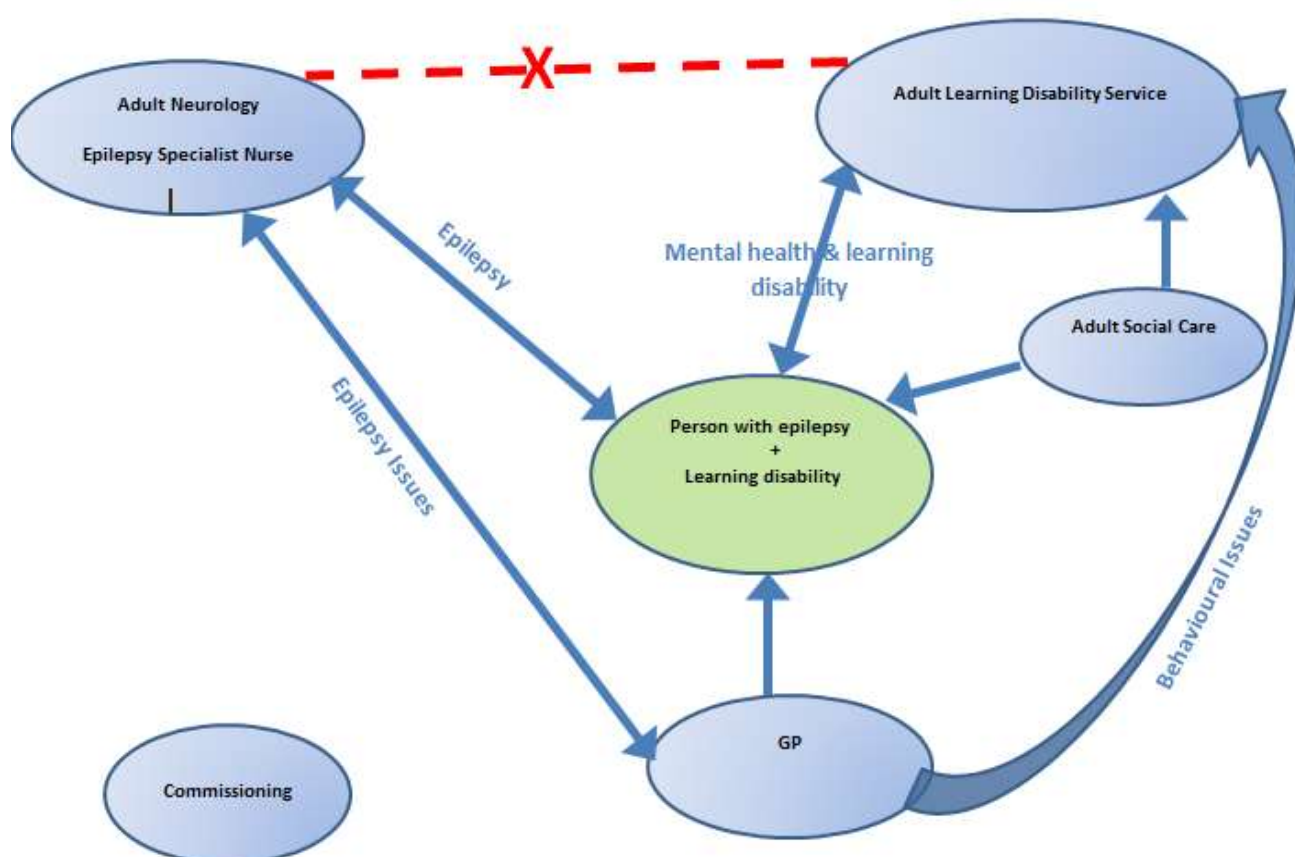 X
Adult Neurology
Epilepsy Specialist Nurse
Adult Learning Disability Service
Epilepsy
Mental health & learning
disability
Adult Social Care
Epilepsy Issues
Person with epilepsy
+
Learning disability
Behavioural Issues
GP
Commissioning